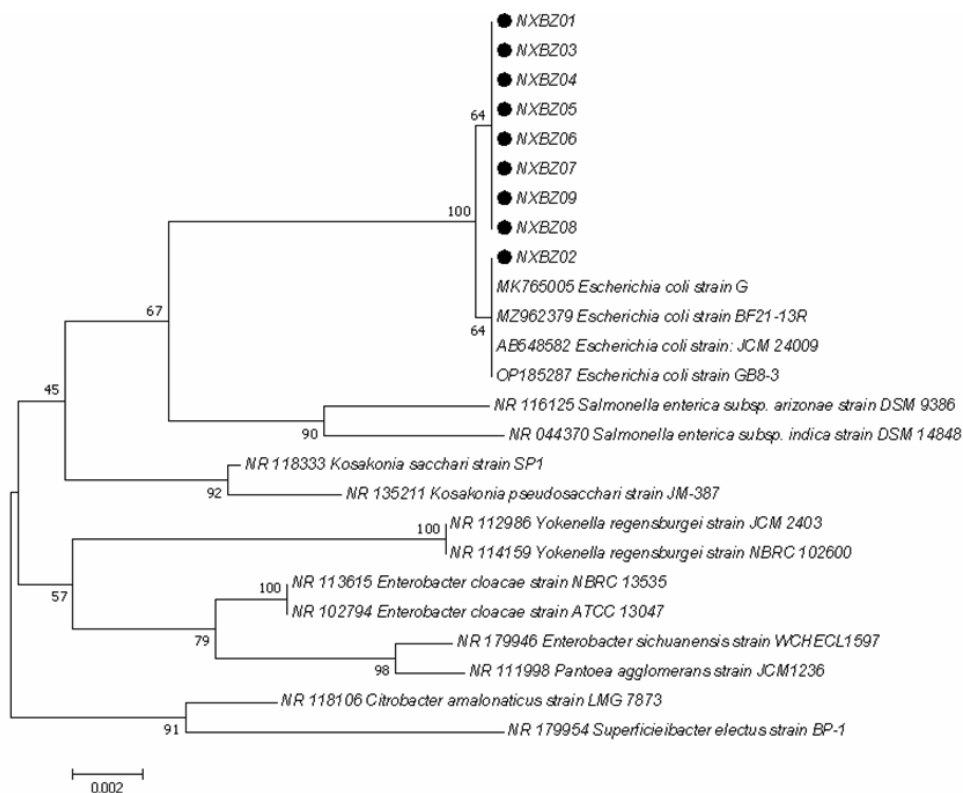 NXBZ01
NXBZ03
NXBZ04
NXBZ05
64
NXBZ06
NXBZ07
NXBZ09
100
NXBZ08
NXBZ02
MK765005 Escherichia coli strain G
67
MZ962379 Escherichia coli strain BF21-13R
64
AB548582 Escherichia coli strain: JCM 24009
OP185287 Escherichia coli strain GB8-3
45
NR 116125 Salmonella enterica subsp. arizonae strain DSM 9386
90
NR 044370 Salmonella enterica subsp. indica strain DSM 14848
NR 118333 Kosakonia sacchari strain SP1
92
NR 135211 Kosakonia pseudosacchari strain JM-387
100
NR 112986 Yokenella regensburgei strain JCM 2403
NR 114159 Yokenella regensburgei strain NBRC 102600
57
NR 113615 Enterobacter cloacae strain NBRC 13535
100
NR 102794 Enterobacter cloacae strain ATCC 13047
79
NR 179946 Enterobacter sichuanensis strain WCHECL1597
98
NR 111998 Pantoea agglomerans strain JCM1236
NR 118106 Citrobacter amalonaticus strain LMG 7873
91
NR 179954 Superficieibacter electus strain BP-1
0.002